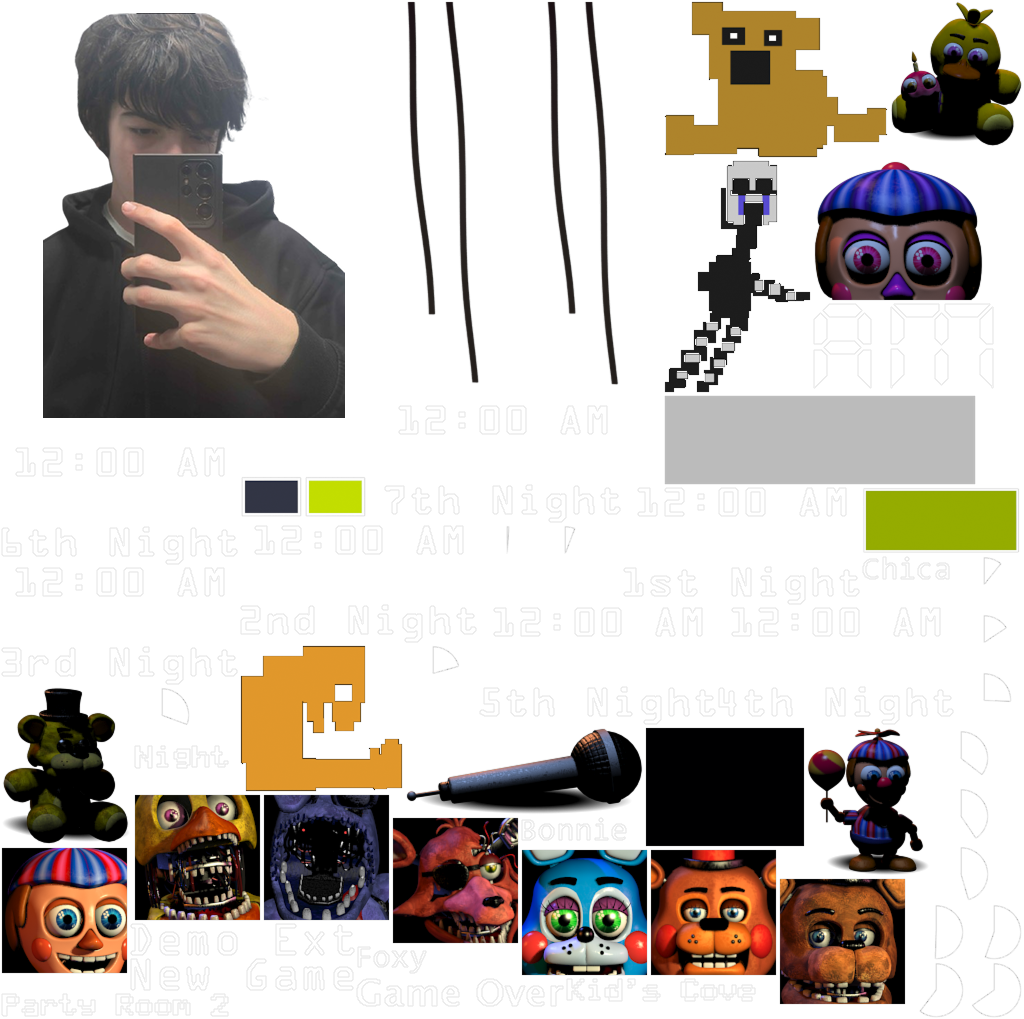 AM
12:00 AM
12:00 AM
7th Night
12:00 AM
6th Night
12:00 AM
Chica
12:00 AM
1st Night
2nd Night
12:00 AM
12:00 AM
3rd Night
5th Night
4th Night
Night
Bonnie
Demo Ext
Foxy
New Game
Game Over
Kid's Cove
Party Room 2